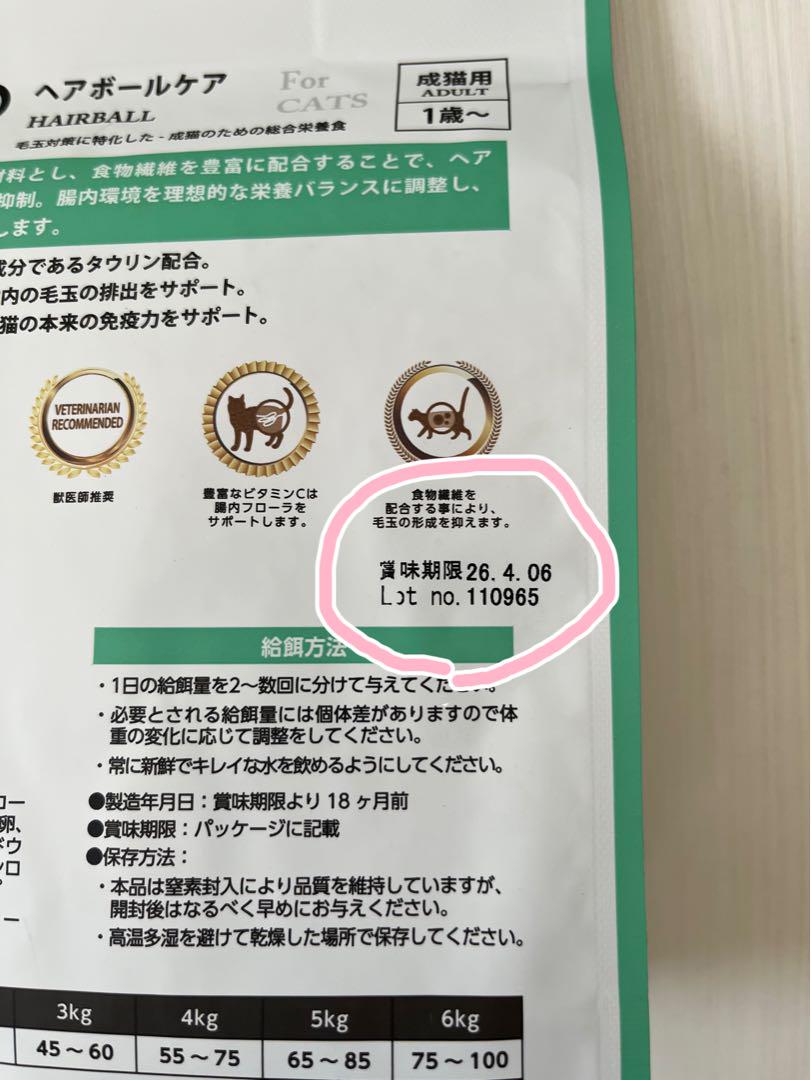 ヘアボールケア
HAIRBALL
For
CATS
成猫用
ADULT
1歳～
毛玉対策に特化した - 成猫のための総合栄養食
材料とし、食物繊維を豊富に配合することで、ヘア
抑制。腸内環境を理想的な栄養バランスに調整し、
します。
成分であるタウリン配合。
内の毛玉の排出をサポート。
猫の本来の免疫力をサポート。
VETERINARIAN
RECOMMENDED
獣医師推奨
豊富なビタミンCは
腸内フローラを
サポートします。
食物繊維を
配合する事により、
毛玉の形成を抑えます。
賞味期限26.4.06
Lot no.110965
給餌方法
・1日の給餌量を2～数回に分けて与えてください。
・必要とされる給餌量には個体差がありますので体
重の変化に応じて調整をしてください。
・常に新鮮でキレイな水を飲めるようにしてください。
●製造年月日：賞味期限より18ヶ月前
●賞味期限：パッケージに記載
●保存方法：
・本品は窒素封入により品質を維持していますが、
開封後はなるべく早めにお与えください。
・高温多湿を避けて乾燥した場所で保存してください。
ロー
卵、
ドウ
ロ
ー
3kg 4kg 5kg 6kg
45～60 55～75 65～85 75～100